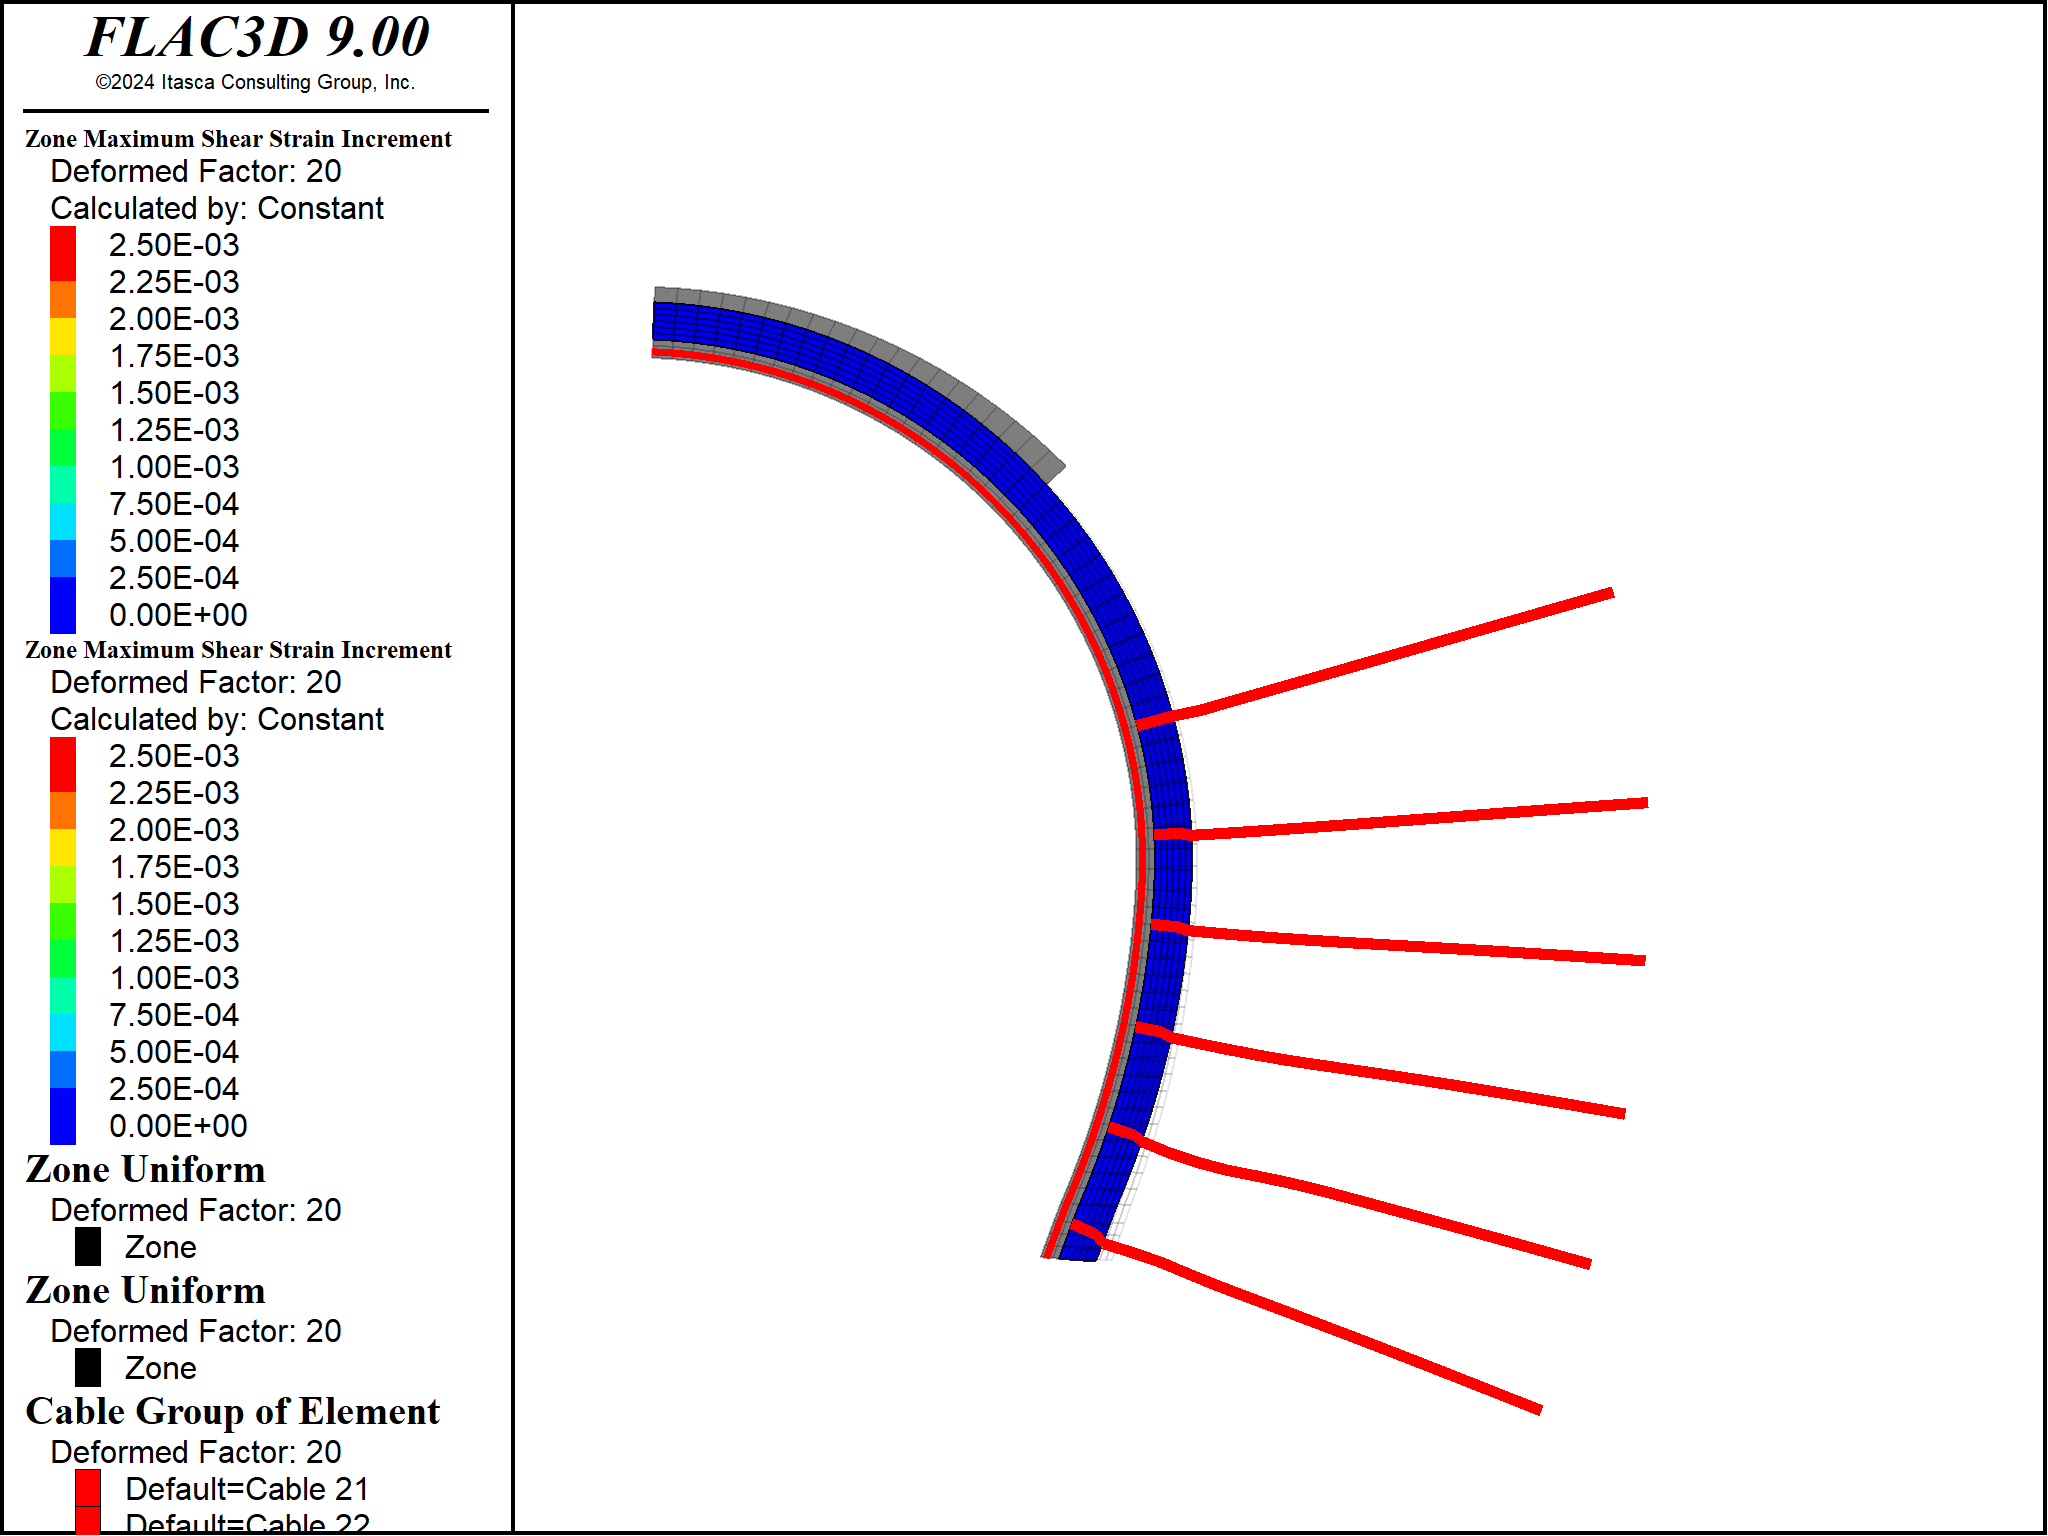 FLAC3D 9.00
©2024 Itasca Consulting Group, Inc.
Zone Maximum Shear Strain Increment
Deformed Factor: 20
Calculated by: Constant
2.50E-03
2.25E-03
2.00E-03
1.75E-03
1.50E-03
1.25E-03
1.00E-03
7.50E-04
5.00E-04
2.50E-04
0.00E+00
Zone Maximum Shear Strain Increment
Deformed Factor: 20
Calculated by: Constant
2.50E-03
2.25E-03
2.00E-03
1.75E-03
1.50E-03
1.25E-03
1.00E-03
7.50E-04
5.00E-04
2.50E-04
0.00E+00
Zone Uniform
Deformed Factor: 20
Zone
Zone Uniform
Deformed Factor: 20
Zone
Cable Group of Element
Deformed Factor: 20
Default=Cable 21
Default=Cable 22